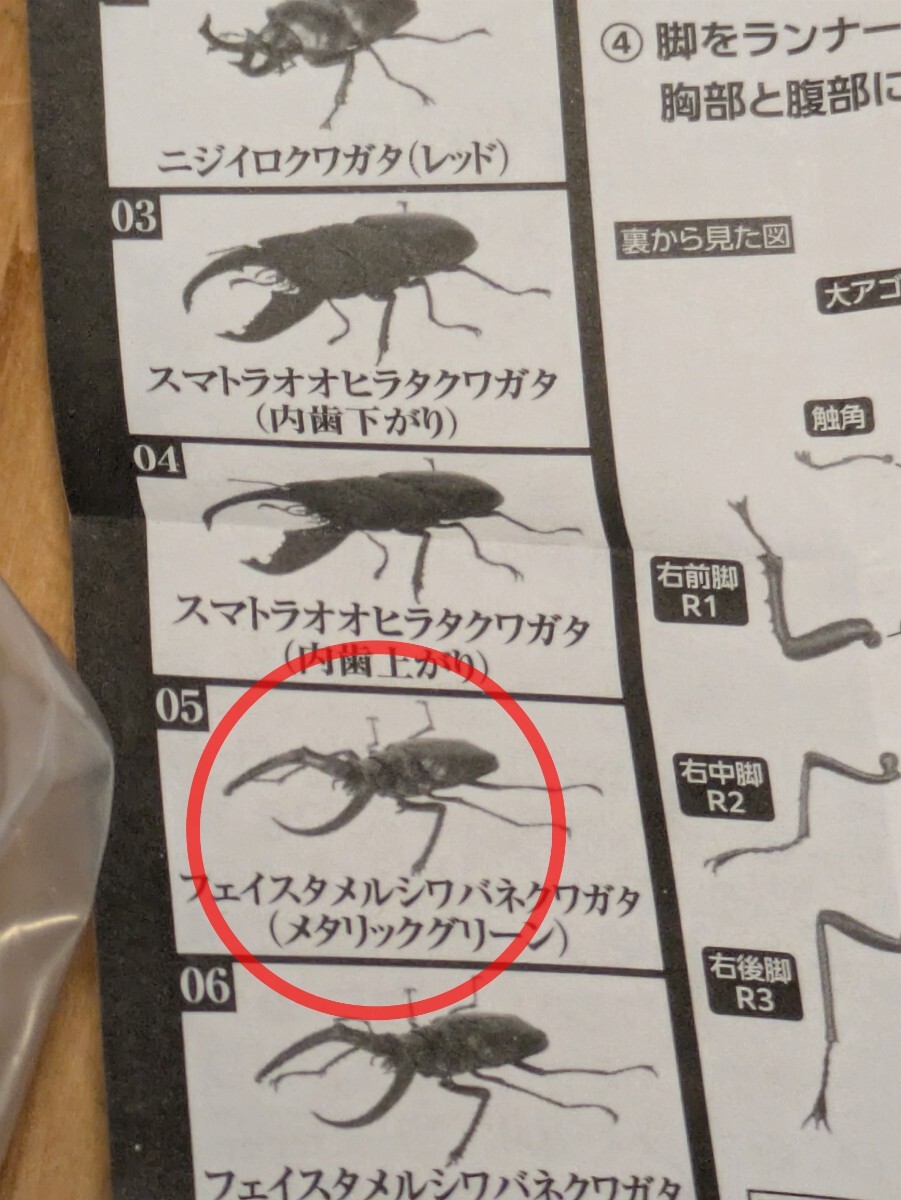 ニジイロクワガタ(レッド)
03
スマトラオオヒラタクワガタ
(内歯下がり)
04
スマトラオオヒラタクワガタ
(内歯上がり)
05
フェイスタメルシワバネクワガタ
(メタリックグリーン)
06
フェイスタメルシワバネクワガタ
④ 脚をランナー
胸部と腹部に
裏から見た図
大アゴ
触角
右前脚
R1
右中脚
R2
右後脚
R3